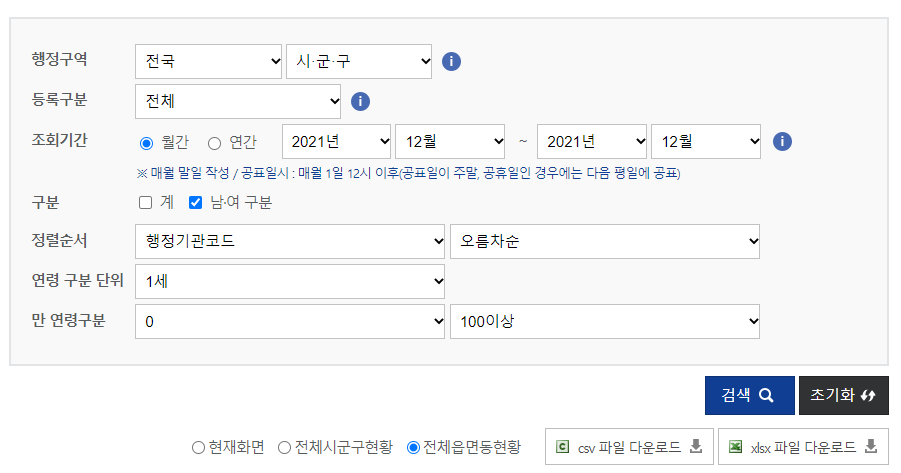 행정구역 전국 시·군·구
등록구분 전체
조회기간 월간 연간 2021년 12월 ~ 2021년 12월
※ 매월 말일 작성 / 공표일시 : 매월 1일 12시 이후(공표일이 주말, 공휴일인 경우에는 다음 평일에 공표)
구분 계 남·여 구분
정렬순서 행정기관코드 오름차순
연령 구분 단위 1세
만 연령구분 0 100이상
검색 초기화
현재화면 전체시군구현황 전체읍면동현황 csv 파일 다운로드 xlsx 파일 다운로드